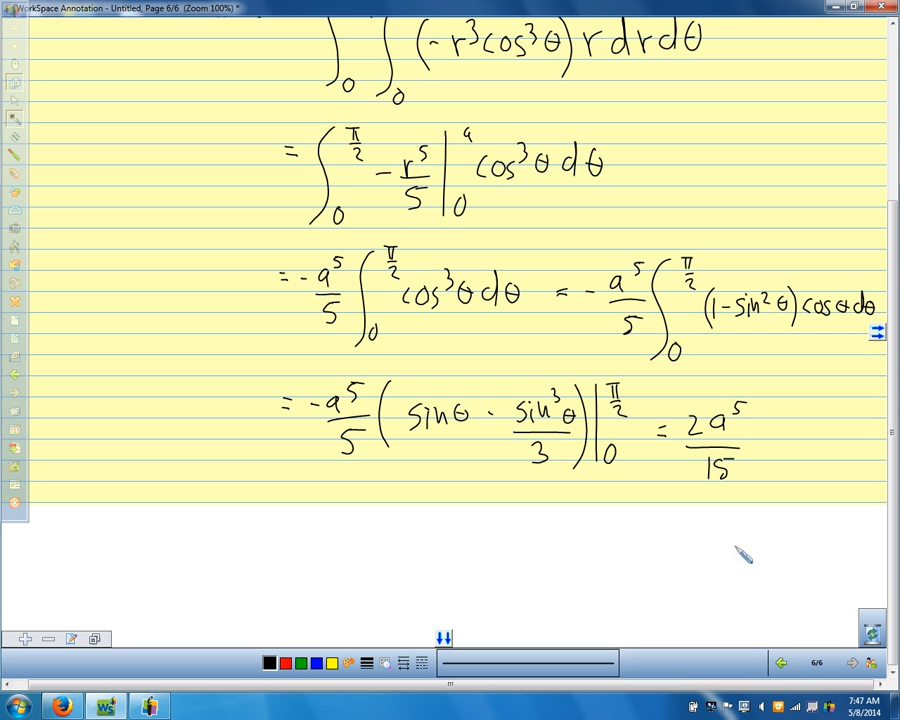 WorkSpace Annotation - Untitled, Page 6/6 (Zoom 100%) *
∫₀ ∫₀ (-r³cos³θ) r dr dθ
= ∫₀^{π/2} -r⁵/5 |₀^a cos³θ dθ
= -a⁵/5 ∫₀^{π/2} cos³θ dθ = -a⁵/5 ∫₀^{π/2} (1-sin²θ) cosθ dθ
= -a⁵/5 (sinθ - sin³θ/3) |₀^{π/2} = 2a⁵/15
6/6
7:47 AM
5/8/2014